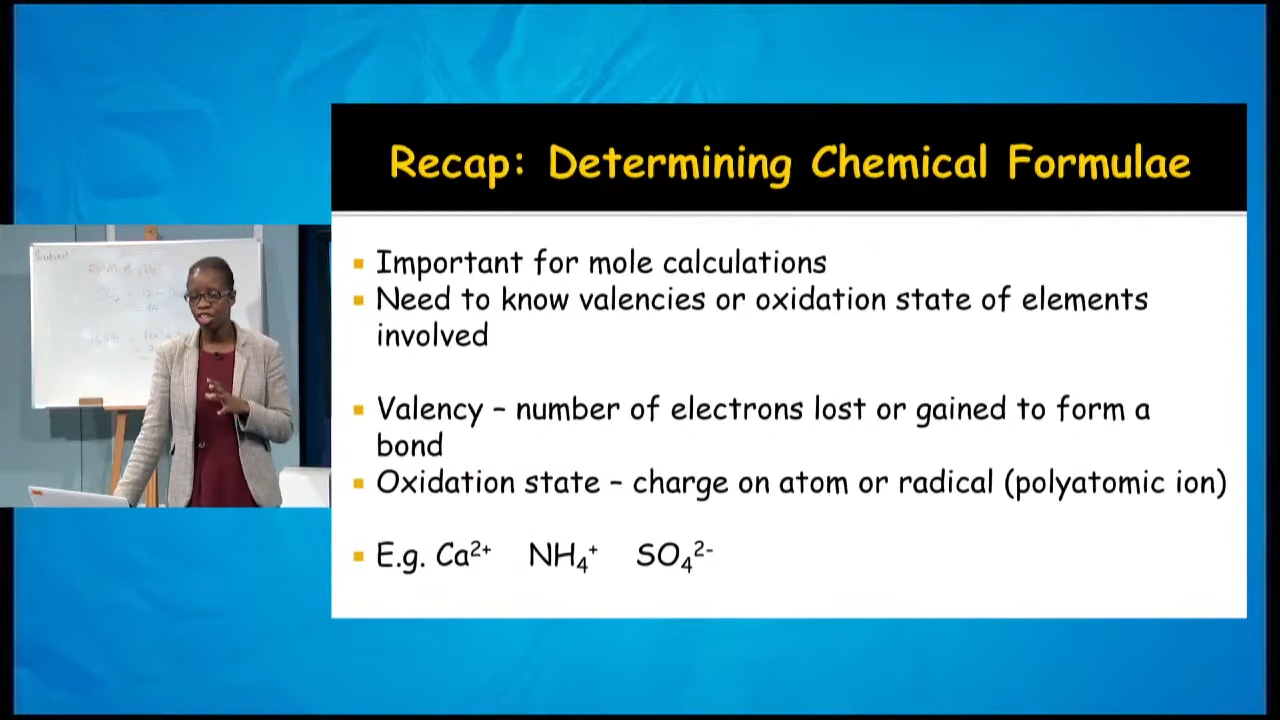 Recap: Determining Chemical Formulae
▪ Important for mole calculations
▪ Need to know valencies or oxidation state of elements
involved
▪ Valency – number of electrons lost or gained to form a
bond
▪ Oxidation state – charge on atom or radical (polyatomic ion)
▪ E.g. Ca²⁺ NH₄⁺ SO₄²⁻